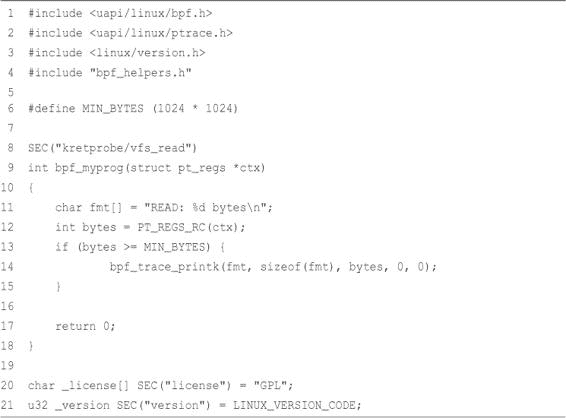 1 #include <uapi/linux/bpf.h>
2 #include <uapi/linux/ptrace.h>
3 #include <linux/version.h>
4 #include "bpf_helpers.h"
5
6 #define MIN_BYTES (1024 * 1024)
7
8 SEC("kretprobe/vfs_read")
9 int bpf_myprog(struct pt_regs *ctx)
10 {
11     char fmt[] = "READ: %d bytes\n";
12     int bytes = PT_REGS_RC(ctx);
13     if (bytes >= MIN_BYTES) {
14             bpf_trace_printk(fmt, sizeof(fmt), bytes, 0, 0);
15     }
16
17     return 0;
18 }
19
20 char _license[] SEC("license") = "GPL";
21 u32 _version SEC("version") = LINUX_VERSION_CODE;